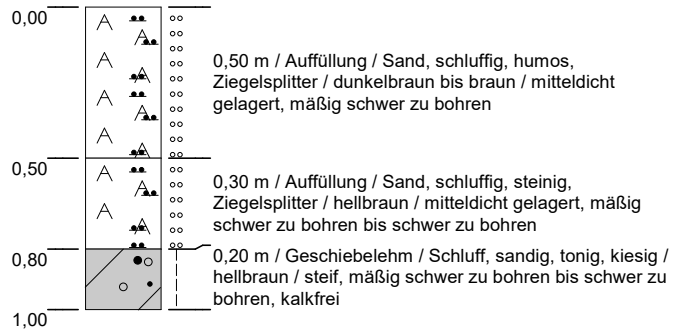 0,00
0,50 m / Auffüllung / Sand, schluffig, humos,
Ziegelsplitter / dunkelbraun bis braun / mitteldicht
gelagert, mäßig schwer zu bohren
0,50
0,30 m / Auffüllung / Sand, schluffig, steinig,
Ziegelsplitter / hellbraun / mitteldicht gelagert, mäßig
schwer zu bohren bis schwer zu bohren
0,80
0,20 m / Geschiebelehm / Schluff, sandig, tonig, kiesig /
hellbraun / steif, mäßig schwer zu bohren bis schwer zu
bohren, kalkfrei
1,00